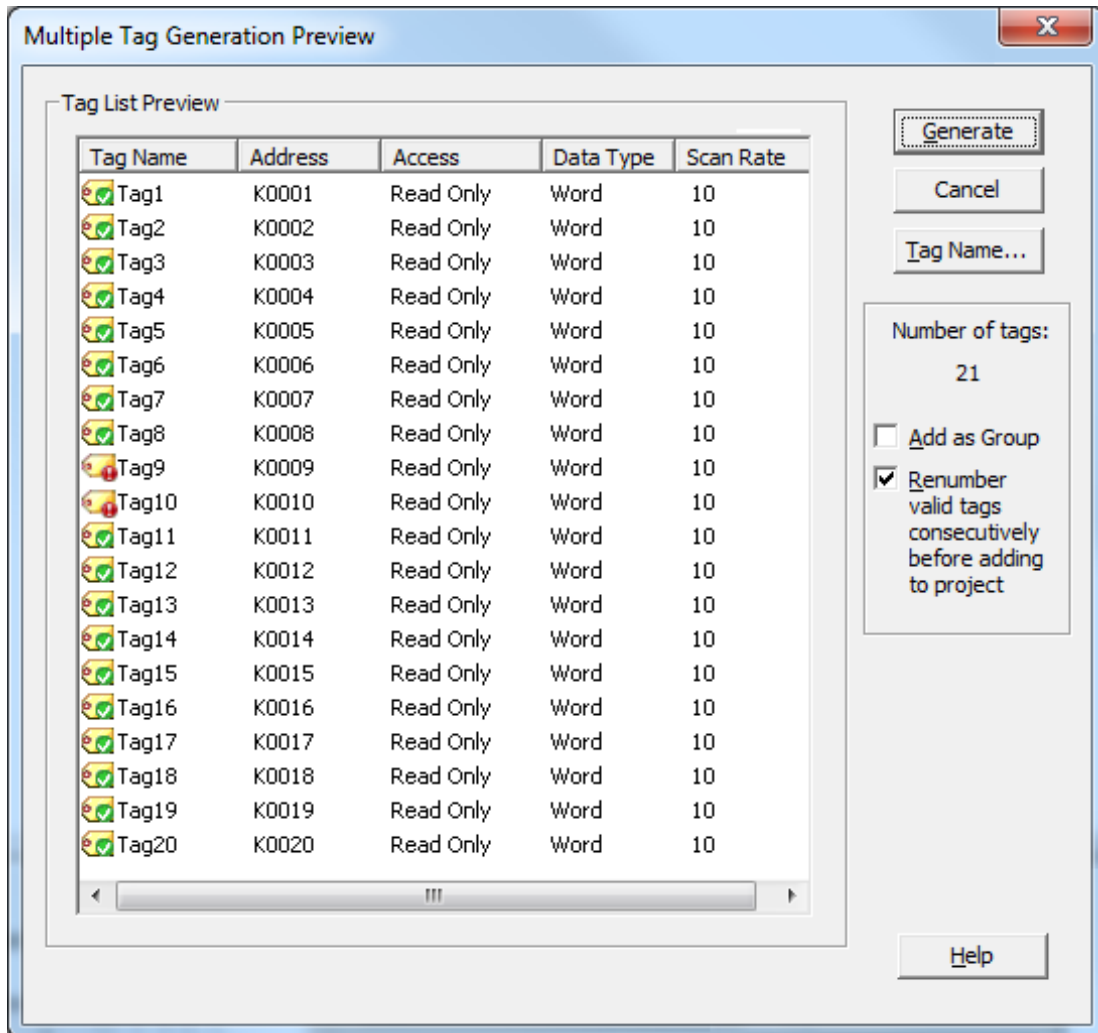 Multiple Tag Generation Preview
Tag List Preview
Tag Name Address Access Data Type Scan Rate
Tag1 K0001 Read Only Word 10
Tag2 K0002 Read Only Word 10
Tag3 K0003 Read Only Word 10
Tag4 K0004 Read Only Word 10
Tag5 K0005 Read Only Word 10
Tag6 K0006 Read Only Word 10
Tag7 K0007 Read Only Word 10
Tag8 K0008 Read Only Word 10
Tag9 K0009 Read Only Word 10
Tag10 K0010 Read Only Word 10
Tag11 K0011 Read Only Word 10
Tag12 K0012 Read Only Word 10
Tag13 K0013 Read Only Word 10
Tag14 K0014 Read Only Word 10
Tag15 K0015 Read Only Word 10
Tag16 K0016 Read Only Word 10
Tag17 K0017 Read Only Word 10
Tag18 K0018 Read Only Word 10
Tag19 K0019 Read Only Word 10
Tag20 K0020 Read Only Word 10
Generate
Cancel
Tag Name...
Number of tags:
21
Add as Group
Renumber
valid tags
consecutively
before adding
to project
Help